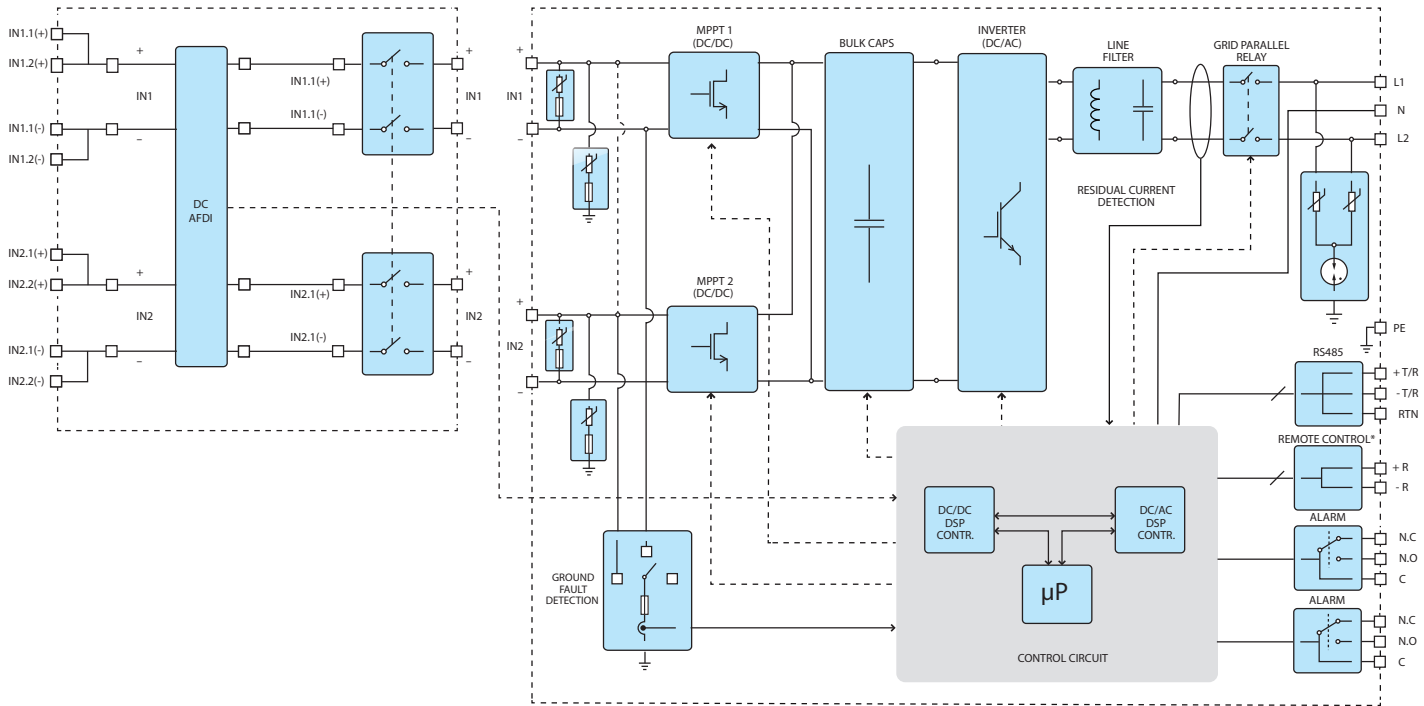 IN1.1(+)
IN1.2(+)
+
IN1
IN1.1(-)
−
IN1.2(-)
DC
AFDI
IN1.1(+)
IN1.1(-)
+
IN1
−
IN2.1(+)
IN2.2(+)
+
IN2
IN2.1(-)
−
IN2.2(-)
IN2.1(+)
IN2.1(-)
+
IN2
−
+
IN1
−
MPPT 1
(DC/DC)
BULK CAPS
INVERTER
(DC/AC)
LINE
FILTER
GRID PARALLEL
RELAY
L1
N
L2
RESIDUAL CURRENT
DETECTION
+
IN2
−
MPPT 2
(DC/DC)
PE
RS485
+ T/R
- T/R
RTN
REMOTE CONTROL*
+ R
- R
ALARM
N.C
N.O
C
ALARM
N.C
N.O
C
GROUND
FAULT
DETECTION
DC/DC
DSP
CONTR.
DC/AC
DSP
CONTR.
µP
CONTROL CIRCUIT